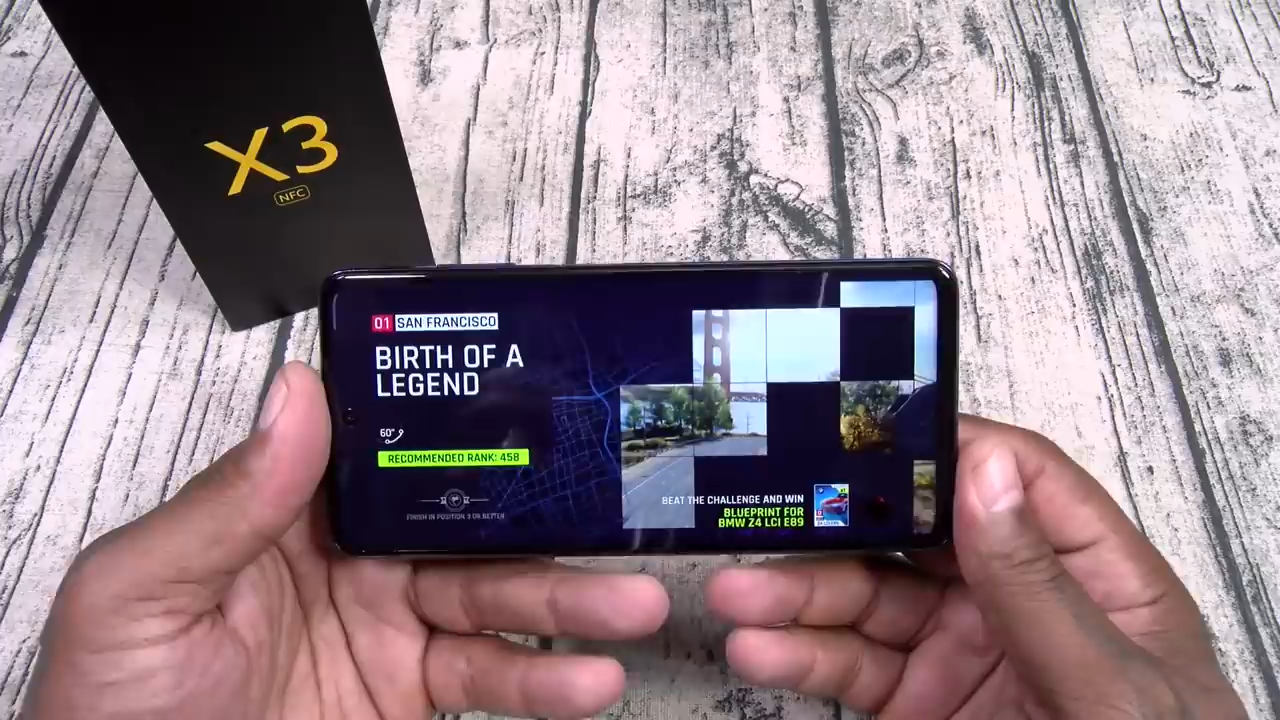 X3
NFC
01 SAN FRANCISCO
BIRTH OF A
LEGEND
60"
RECOMMENDED RANK: 458
FINISH IN POSITION 3 OR BETTER
BEAT THE CHALLENGE AND WIN
BLUEPRINT FOR
BMW Z4 LCI E89